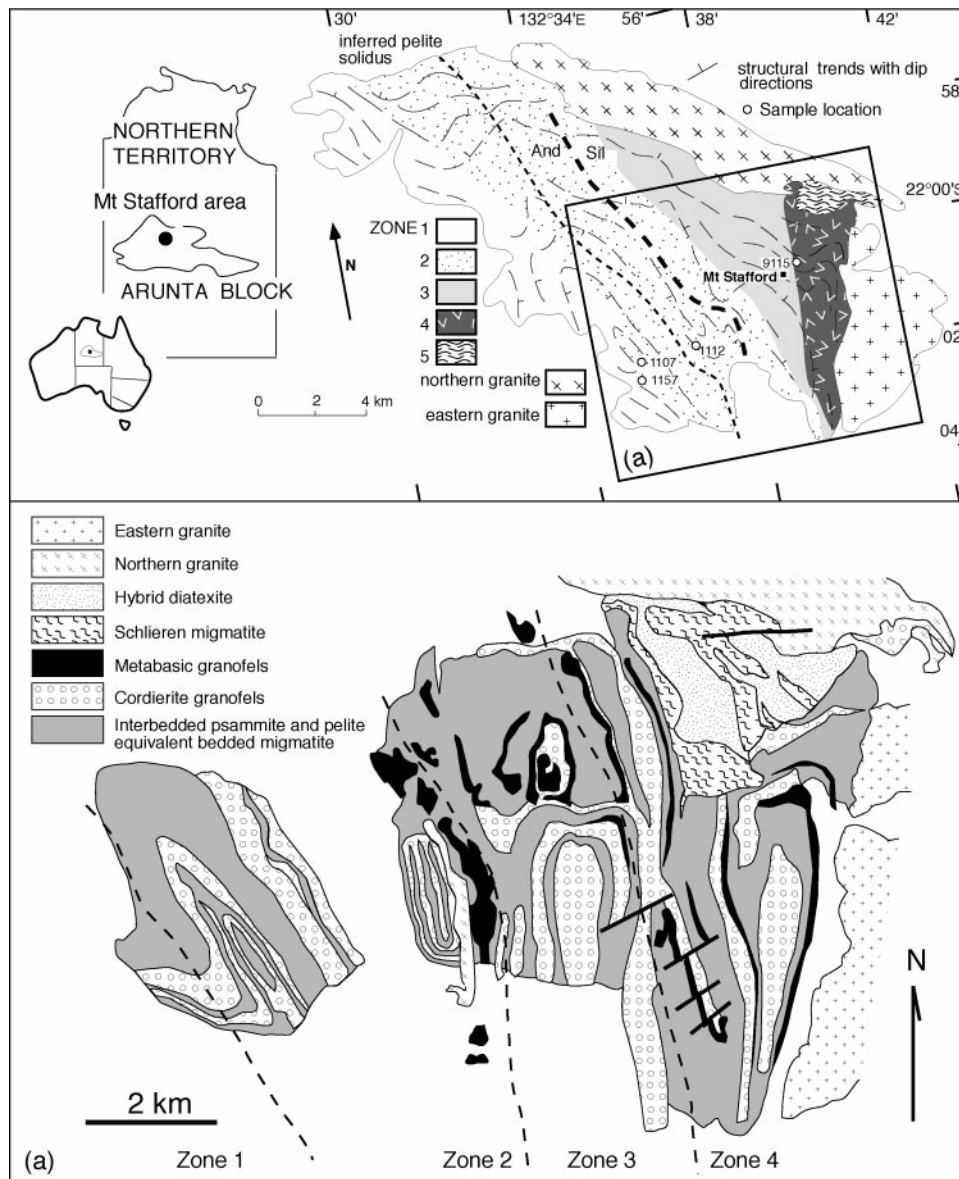 30'
132°34'E
56'
38'
42'
inferred pelite
solidus
structural trends with dip
directions
Sample location
58
NORTHERN
TERRITORY
And
Sil
22°00'S
Mt Stafford area
ZONE 1
2
3
4
5
N
9115
Mt Stafford
ARUNTA BLOCK
02
1112
1107
1157
northern granite
0 2 4 km
eastern granite
04
(a)
Eastern granite
Northern granite
Hybrid diatexite
Schlieren migmatite
Metabasic granofels
Cordierite granofels
Interbedded psammite and pelite
equivalent bedded migmatite
N
2 km
(a)
Zone 1
Zone 2
Zone 3
Zone 4